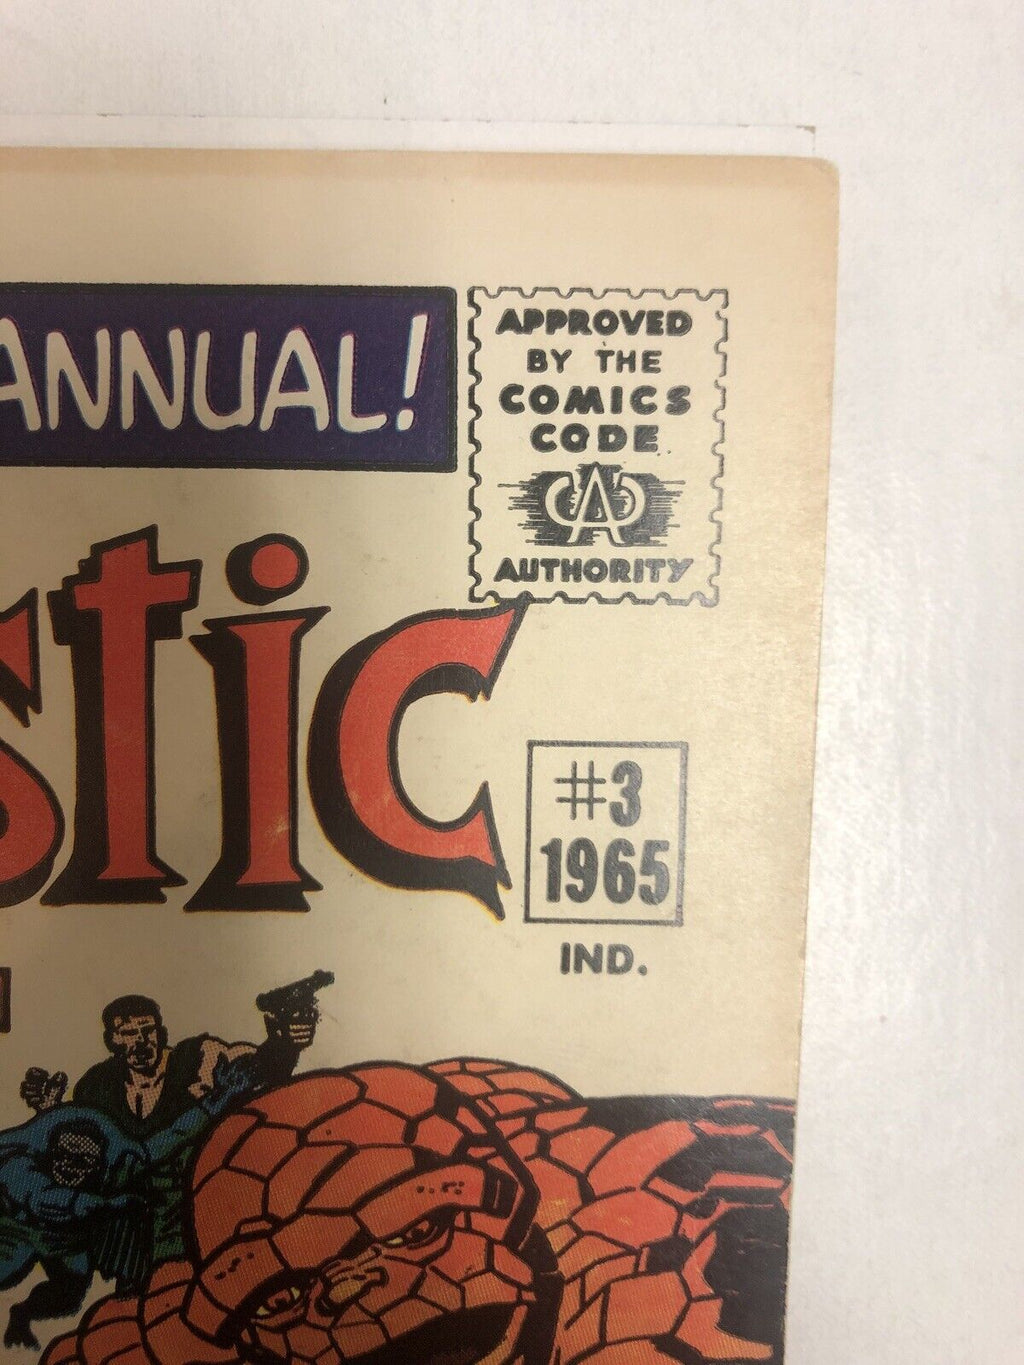 ANNUAL!
APPROVED
BY THE
COMICS
CODE
CA
AUTHORITY
stic
#3
1965
IND.